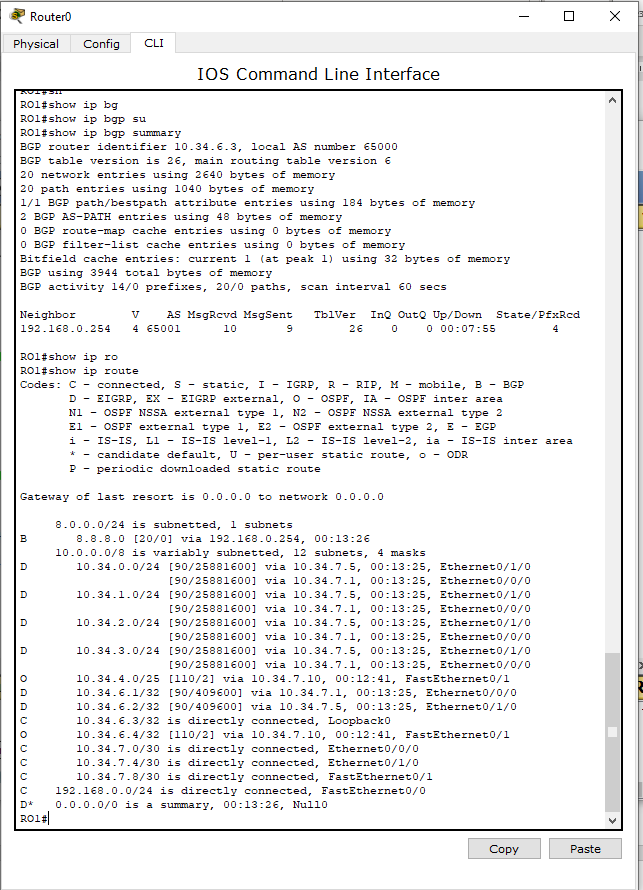 Router0
Physical Config CLI
IOS Command Line Interface
RO1#sh
RO1#show ip bg
RO1#show ip bgp su
RO1#show ip bgp summary
BGP router identifier 10.34.6.3, local AS number 65000
BGP table version is 26, main routing table version 6
20 network entries using 2640 bytes of memory
20 path entries using 1040 bytes of memory
1/1 BGP path/bestpath attribute entries using 184 bytes of memory
2 BGP AS-PATH entries using 48 bytes of memory
0 BGP route-map cache entries using 0 bytes of memory
0 BGP filter-list cache entries using 0 bytes of memory
Bitfield cache entries: current 1 (at peak 1) using 32 bytes of memory
BGP using 3944 total bytes of memory
BGP activity 14/0 prefixes, 20/0 paths, scan interval 60 secs
Neighbor        V    AS MsgRcvd MsgSent   TblVer  InQ OutQ Up/Down  State/PfxRcd
192.168.0.254   4 65001      10       9       26    0    0 00:07:55        4
RO1#show ip ro
RO1#show ip route
Codes: C - connected, S - static, I - IGRP, R - RIP, M - mobile, B - BGP
D - EIGRP, EX - EIGRP external, O - OSPF, IA - OSPF inter area
N1 - OSPF NSSA external type 1, N2 - OSPF NSSA external type 2
E1 - OSPF external type 1, E2 - OSPF external type 2, E - EGP
i - IS-IS, L1 - IS-IS level-1, L2 - IS-IS level-2, ia - IS-IS inter area
* - candidate default, U - per-user static route, o - ODR
P - periodic downloaded static route
Gateway of last resort is 0.0.0.0 to network 0.0.0.0
8.0.0.0/24 is subnetted, 1 subnets
B       8.8.8.0 [20/0] via 192.168.0.254, 00:13:26
10.0.0.0/8 is variably subnetted, 12 subnets, 4 masks
D       10.34.0.0/24 [90/25881600] via 10.34.7.5, 00:13:25, Ethernet0/1/0
[90/25881600] via 10.34.7.1, 00:13:25, Ethernet0/0/0
D       10.34.1.0/24 [90/25881600] via 10.34.7.5, 00:13:25, Ethernet0/1/0
[90/25881600] via 10.34.7.1, 00:13:25, Ethernet0/0/0
D       10.34.2.0/24 [90/25881600] via 10.34.7.5, 00:13:25, Ethernet0/1/0
[90/25881600] via 10.34.7.1, 00:13:25, Ethernet0/0/0
D       10.34.3.0/24 [90/25881600] via 10.34.7.5, 00:13:25, Ethernet0/1/0
[90/25881600] via 10.34.7.1, 00:13:25, Ethernet0/0/0
O       10.34.4.0/25 [110/2] via 10.34.7.10, 00:12:41, FastEthernet0/1
D       10.34.6.1/32 [90/409600] via 10.34.7.1, 00:13:25, Ethernet0/0/0
D       10.34.6.2/32 [90/409600] via 10.34.7.5, 00:13:25, Ethernet0/1/0
C       10.34.6.3/32 is directly connected, Loopback0
O       10.34.6.4/32 [110/2] via 10.34.7.10, 00:12:41, FastEthernet0/1
C       10.34.7.0/30 is directly connected, Ethernet0/0/0
C       10.34.7.4/30 is directly connected, Ethernet0/1/0
C       10.34.7.8/30 is directly connected, FastEthernet0/1
C    192.168.0.0/24 is directly connected, FastEthernet0/0
D*   0.0.0.0/0 is a summary, 00:13:26, Null0
RO1#
Copy Paste